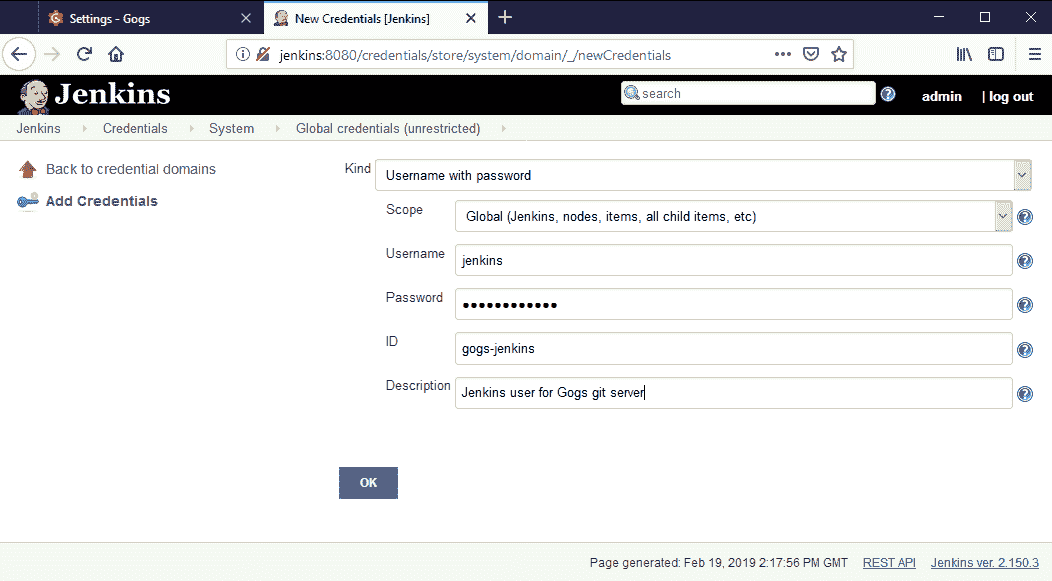 Settings - Gogs
New Credentials [Jenkins]
jenkins:8080/credentials/store/system/domain/_/newCredentials
Jenkins
search
admin
| log out
Jenkins
Credentials
System
Global credentials (unrestricted)
Back to credential domains
Add Credentials
Kind
Username with password
Scope
Global (Jenkins, nodes, items, all child items, etc)
Username
jenkins
Password
••••••••••••
ID
gogs-jenkins
Description
Jenkins user for Gogs git server
OK
Page generated: Feb 19, 2019 2:17:56 PM GMT
REST API
Jenkins ver. 2.150.3